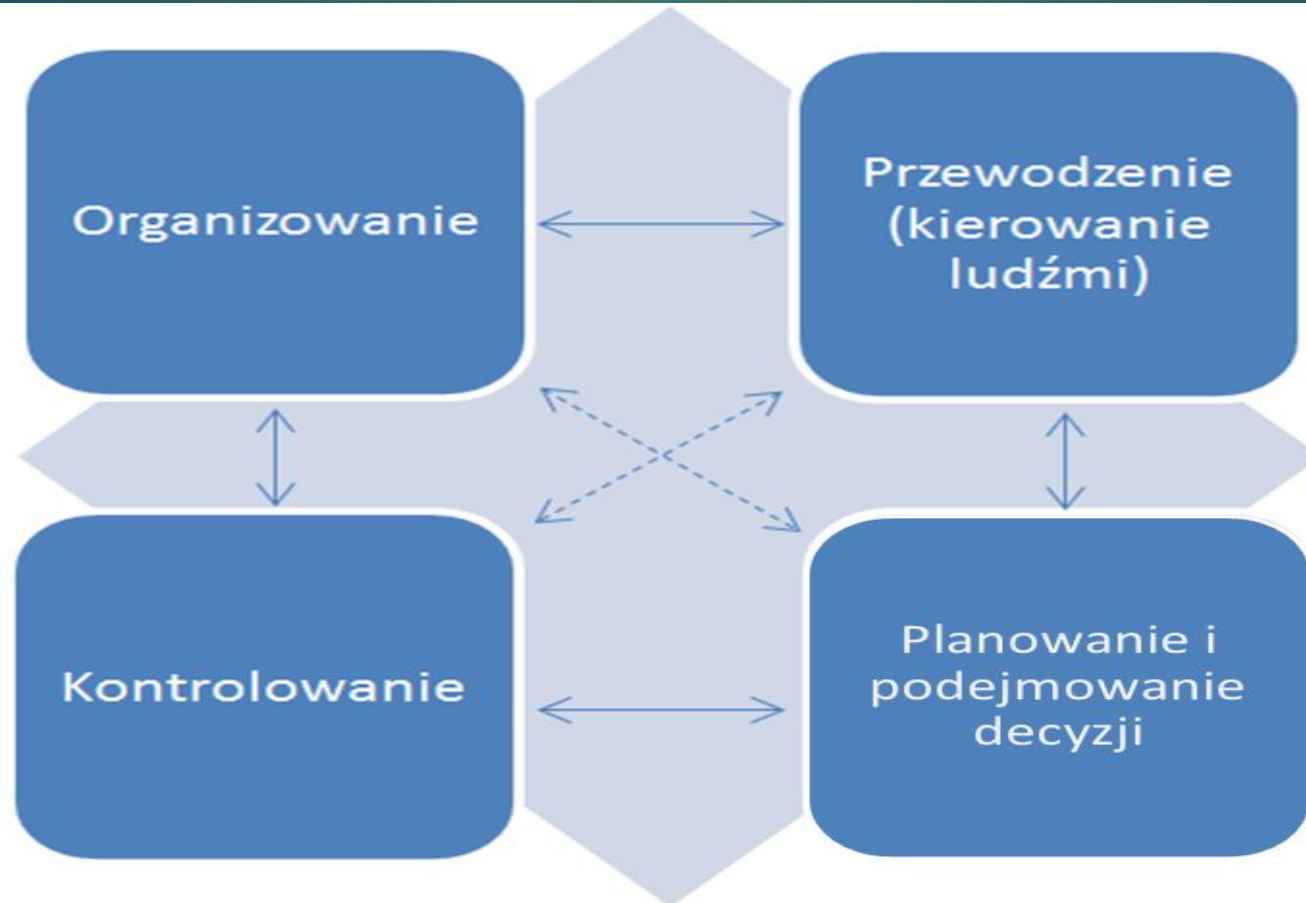 Organizowanie
Przewodzenie
(kierowanie
ludźmi)
Kontrolowanie
Planowanie i
podejmowanie
decyzji